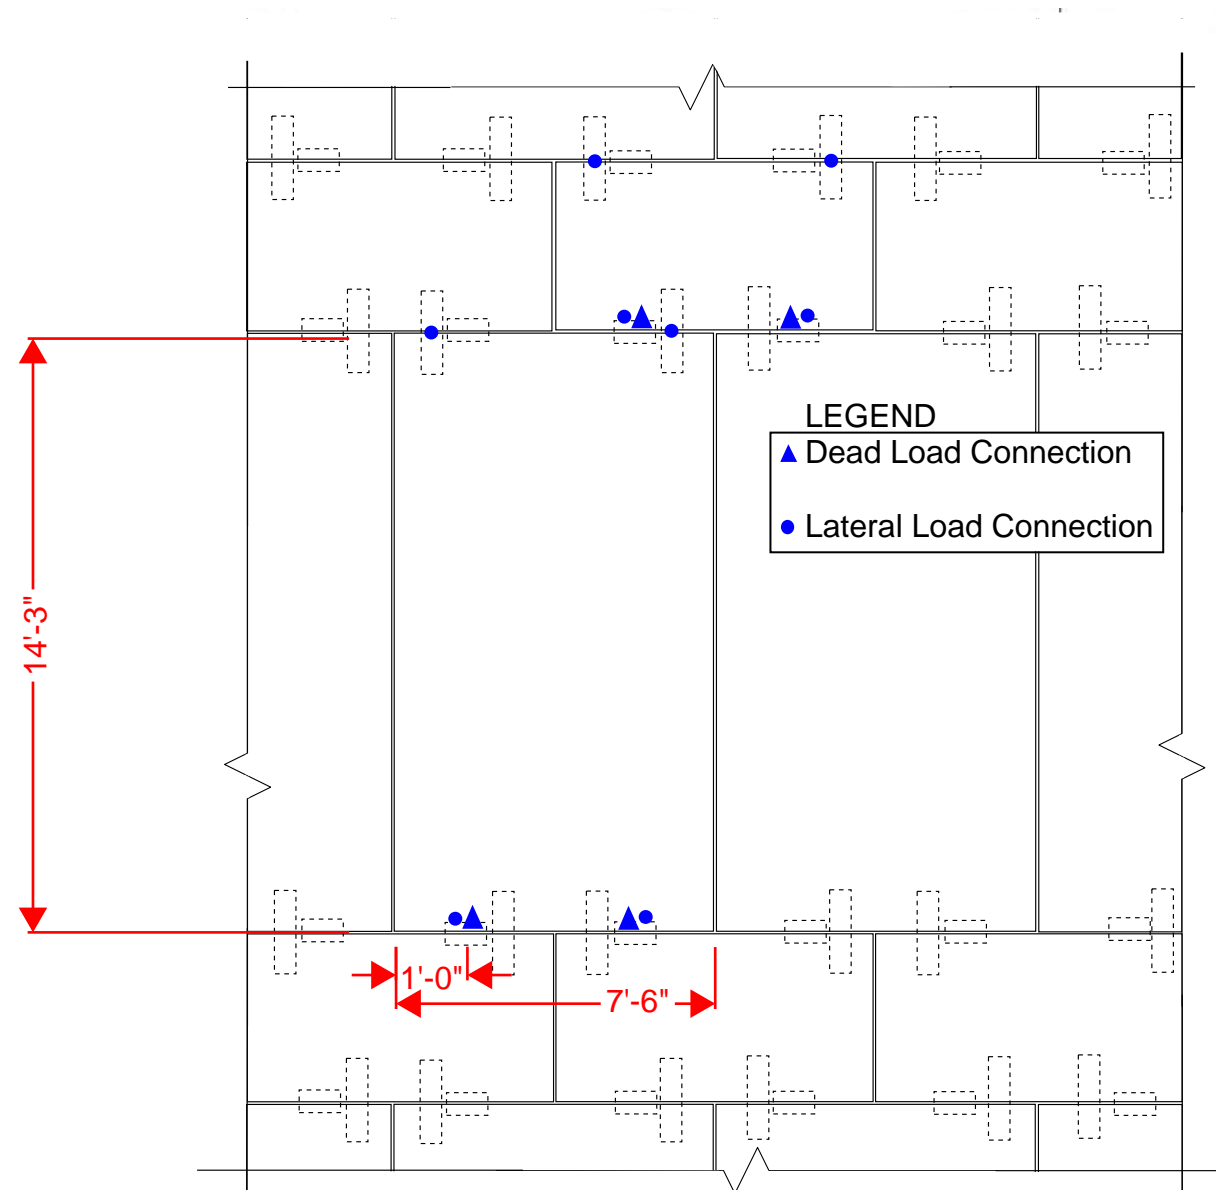 LEGEND
Dead Load Connection
Lateral Load Connection
14'-3"
1'-0"
7'-6"